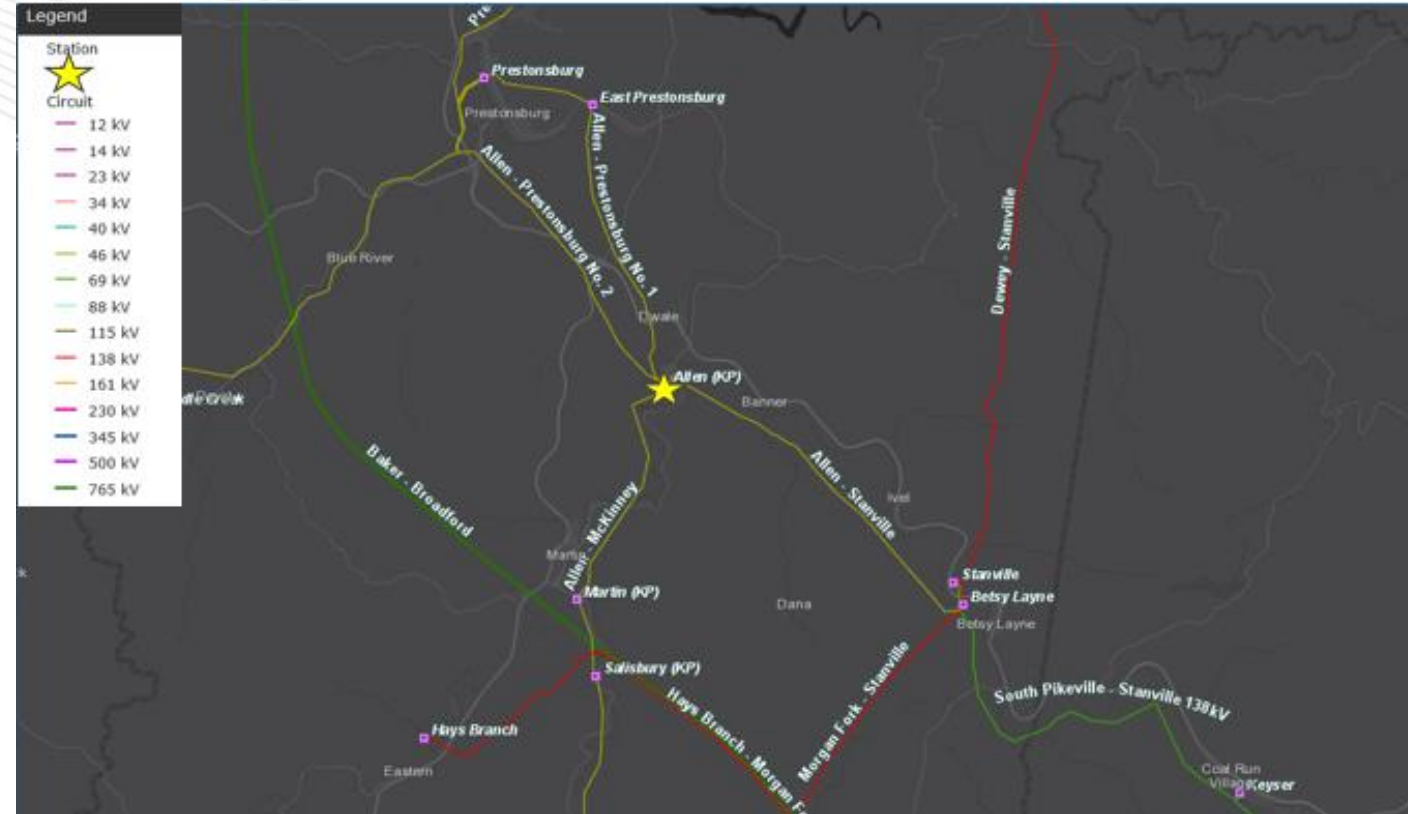 Legend
Station
Circuit
12 kV
14 kV
23 kV
34 kV
40 kV
46 kV
69 kV
88 kV
115 kV
138 kV
161 kV
230 kV
345 kV
500 kV
765 kV
Pre
Prestonsburg
East Prestonsburg
Prestonsburg
Allen - Prestonsburg No. 2
Allen - Prestonsburg No. 1
Dewey - Stanville
Blue River
Dwale
Allen (KP)
Banner
Baker - Broadford
Allen - Stanville
Ivel
Allen - McKinney
Martin
Martin (KP)
Stanville
Betsy Layne
Dana
Betsy Layne
Salisbury (KP)
Hays Branch - Morgan F
Morgan Fork - Stanville
South Pikeville - Stanville 138kV
Hays Branch
Eastern
Coal Run
Village
Keyser